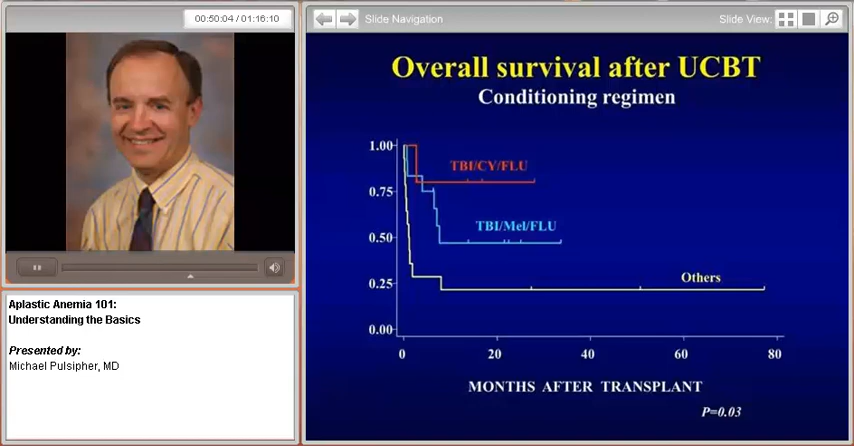 00:50:04 / 01:16:10
Slide Navigation
Slide View:
Aplastic Anemia 101:
Understanding the Basics
Presented by:
Michael Pulsipher, MD
Overall survival after UCBT
Conditioning regimen
1.00
TBI/CY/FLU
0.75
TBI/Mel/FLU
0.50
Others
0.25
0.00
0 20 40 60 80
MONTHS AFTER TRANSPLANT
P=0.03